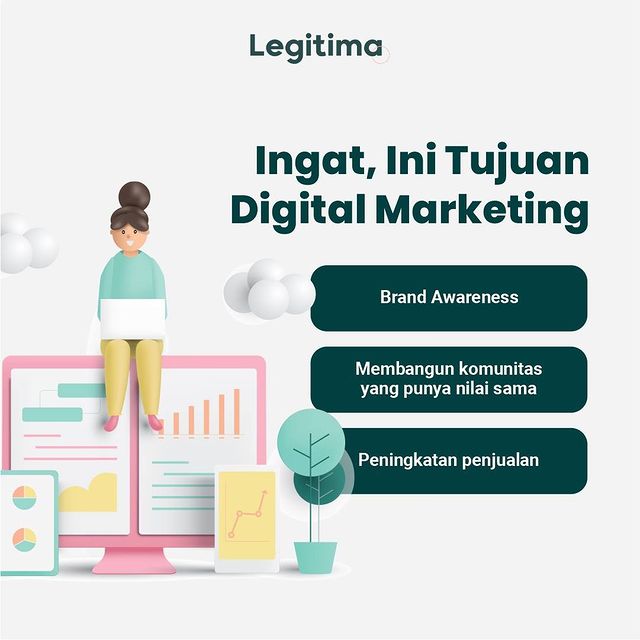 Legitima
Ingat, Ini Tujuan
Digital Marketing
Brand Awareness
Membangun komunitas
yang punya nilai sama
Peningkatan penjualan